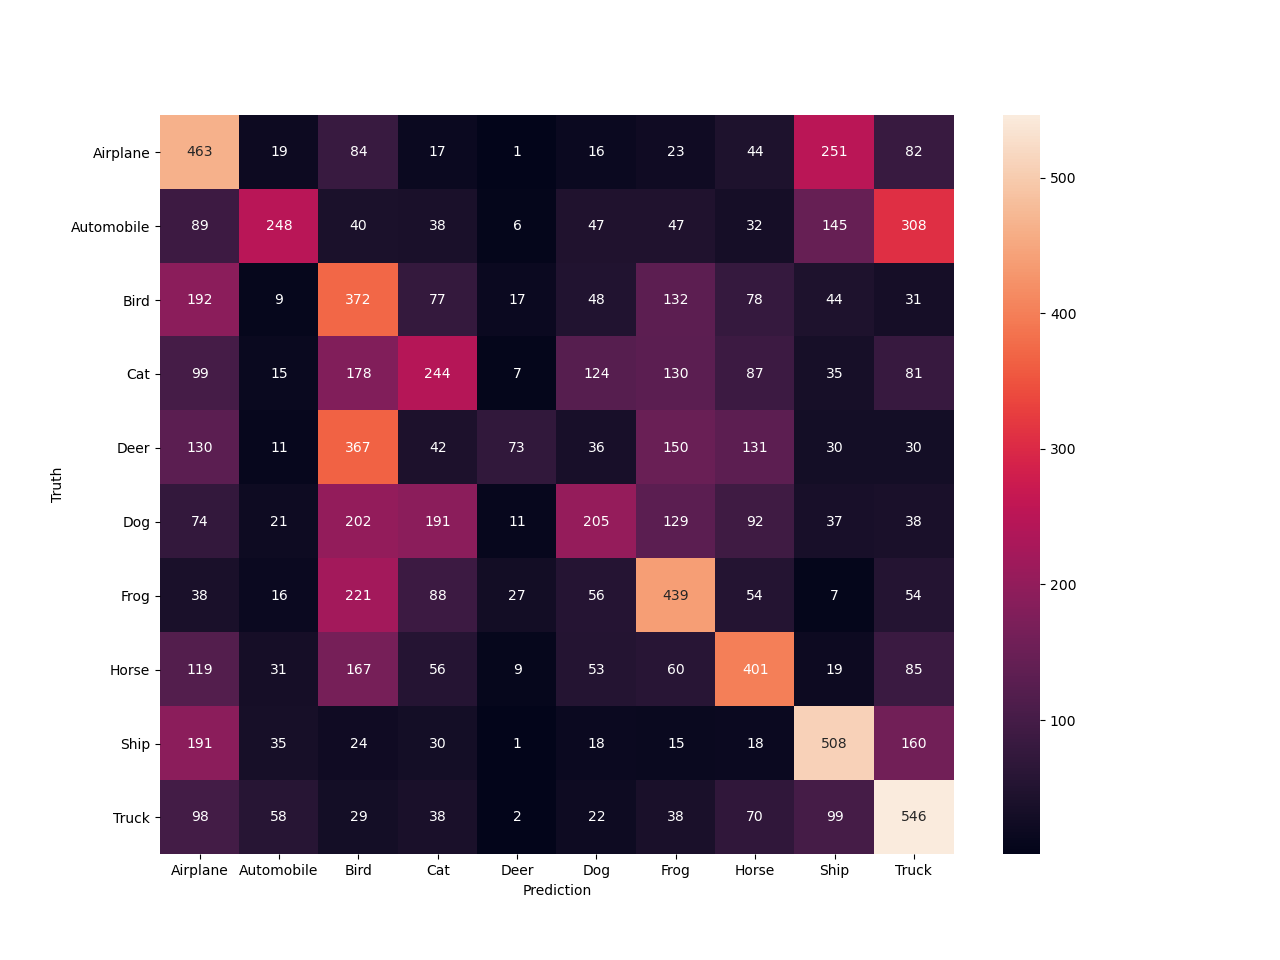 Airplane 463 19 84 17 1 16 23 44 251 82
500
Automobile 89 248 40 38 6 47 47 32 145 308
Bird 192 9 372 77 17 48 132 78 44 31
400
Cat 99 15 178 244 7 124 130 87 35 81
Deer 130 11 367 42 73 36 150 131 30 30
300
Truth
Dog 74 21 202 191 11 205 129 92 37 38
200
Frog 38 16 221 88 27 56 439 54 7 54
Horse 119 31 167 56 9 53 60 401 19 85
100
Ship 191 35 24 30 1 18 15 18 508 160
Truck 98 58 29 38 2 22 38 70 99 546
Airplane Automobile Bird Cat Deer Dog Frog Horse Ship Truck
Prediction